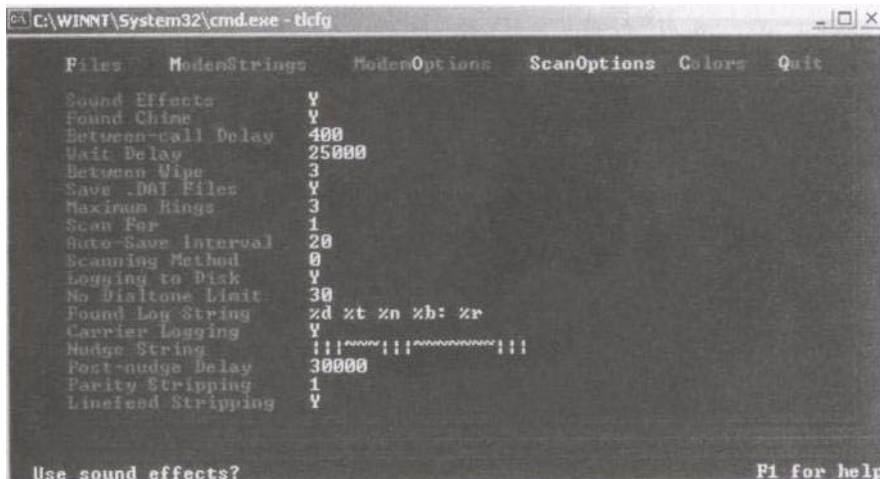 C:\WINNT\System32\cmd.exe - tlcfg
Files ModemStrings ModemOptions ScanOptions Colors Quit
Sound Effects Y
Found Chime Y
Between-call Delay 400
Wait Delay 25000
Between Wipe 3
Save .DAT Files Y
Maximum Rings 3
Scan For 1
Auto-Save Interval 20
Scanning Method 0
Logging to Disk Y
No Dialtone Limit 30
Found Log String %d %t %n %b: %r
Carrier Logging Y
Nudge String |||~~~|||~~~~~~~~|||
Post-nudge Delay 30000
Parity Stripping 1
Linefeed Stripping Y
Use sound effects? F1 for help